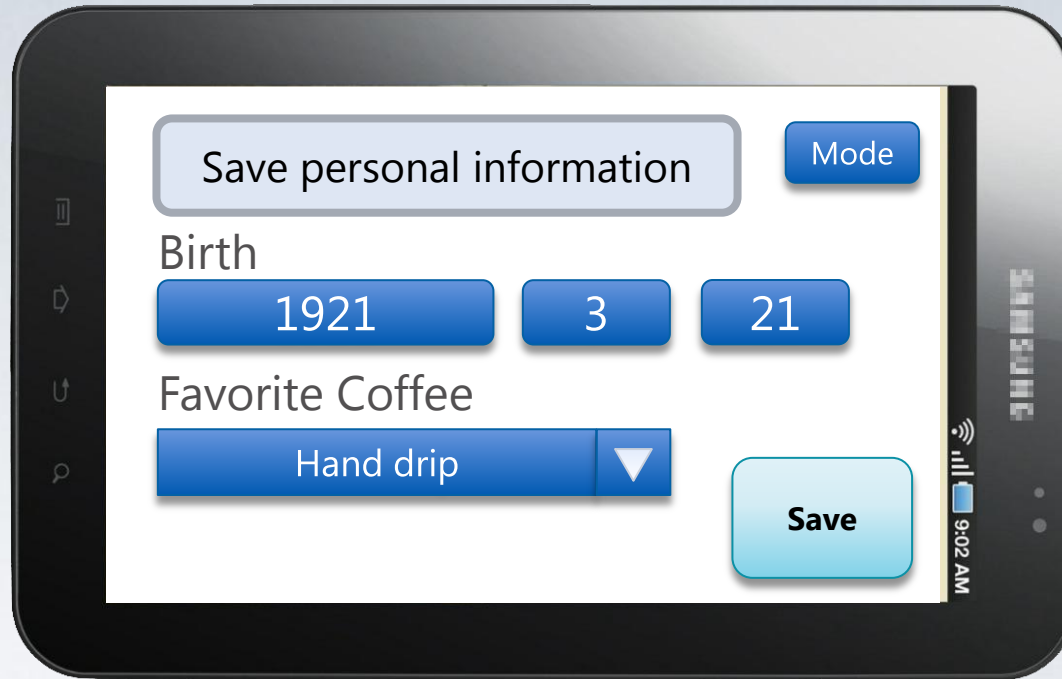 Save personal information
Mode
Birth
1921 3 21
Favorite Coffee
Hand drip
Save
9:02 AM